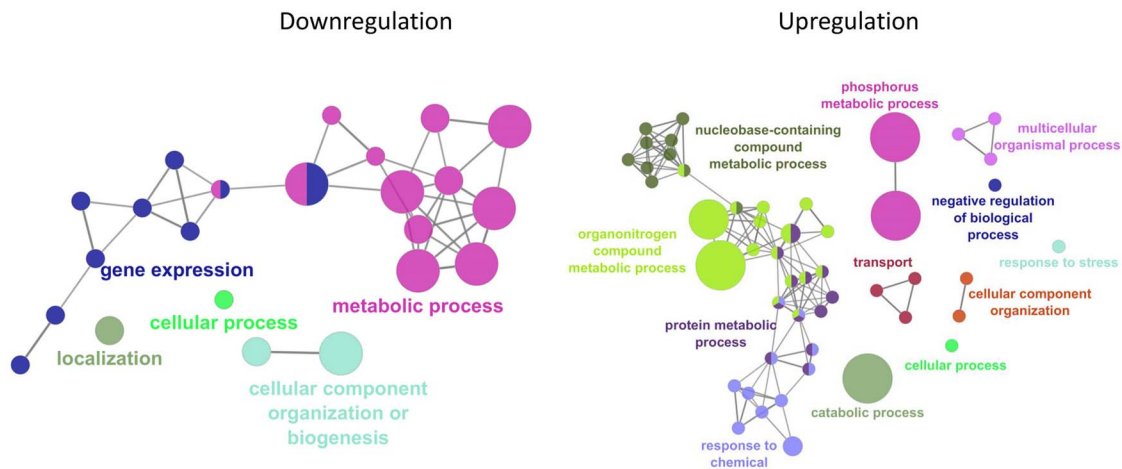 Downregulation
gene expression
cellular process
localization
metabolic process
cellular component
organization or
biogenesis
Upregulation
phosphorus
metabolic process
nucleobase-containing
compound
metabolic process
multicellular
organismal process
negative regulation
of biological
process
organonitrogen
compound
metabolic process
response to stress
transport
cellular component
organization
protein metabolic
process
cellular process
catabolic process
response to
chemical